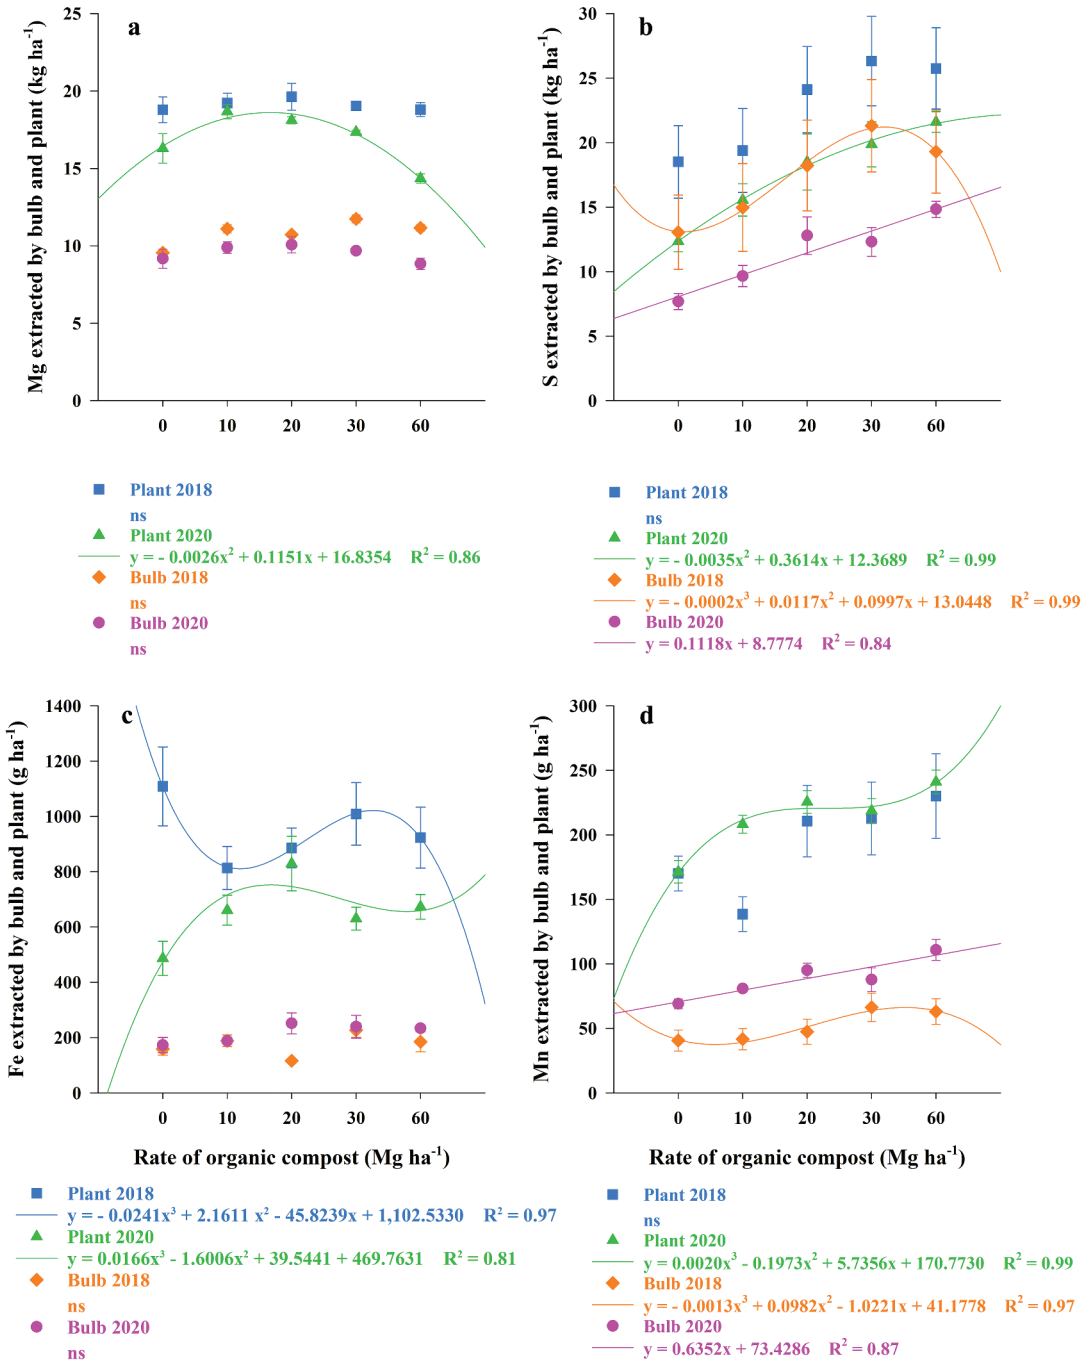 a
Mg extracted by bulb and plant (kg ha⁻¹)
25
20
15
10
5
0
0 10 20 30 60
Plant 2018
ns
Plant 2020
y = - 0.0026x² + 0.1151x + 16.8354 R² = 0.86
Bulb 2018
ns
Bulb 2020
ns
b
S extracted by bulb and plant (kg ha⁻¹)
30
25
20
15
10
5
0
0 10 20 30 60
Plant 2018
ns
Plant 2020
y = - 0.0035x² + 0.3614x + 12.3689 R² = 0.99
Bulb 2018
y = - 0.0002x³ + 0.0117x² + 0.0997x + 13.0448 R² = 0.99
Bulb 2020
y = 0.1118x + 8.7774 R² = 0.84
c
Fe extracted by bulb and plant (g ha⁻¹)
1400
1200
1000
800
600
400
200
0
0 10 20 30 60
Rate of organic compost (Mg ha⁻¹)
Plant 2018
y = - 0.0241x³ + 2.1611 x² - 45.8239x + 1,102.5330 R² = 0.97
Plant 2020
y = 0.0166x³ - 1.6006x² + 39.5441 + 469.7631 R² = 0.81
Bulb 2018
ns
Bulb 2020
ns
d
Mn extracted by bulb and plant (g ha⁻¹)
300
250
200
150
100
50
0
0 10 20 30 60
Rate of organic compost (Mg ha⁻¹)
Plant 2018
ns
Plant 2020
y = 0.0020x³ - 0.1973x² + 5.7356x + 170.7730 R² = 0.99
Bulb 2018
y = - 0.0013x³ + 0.0982x² - 1.0221x + 41.1778 R² = 0.97
Bulb 2020
y = 0.6352x + 73.4286 R² = 0.87